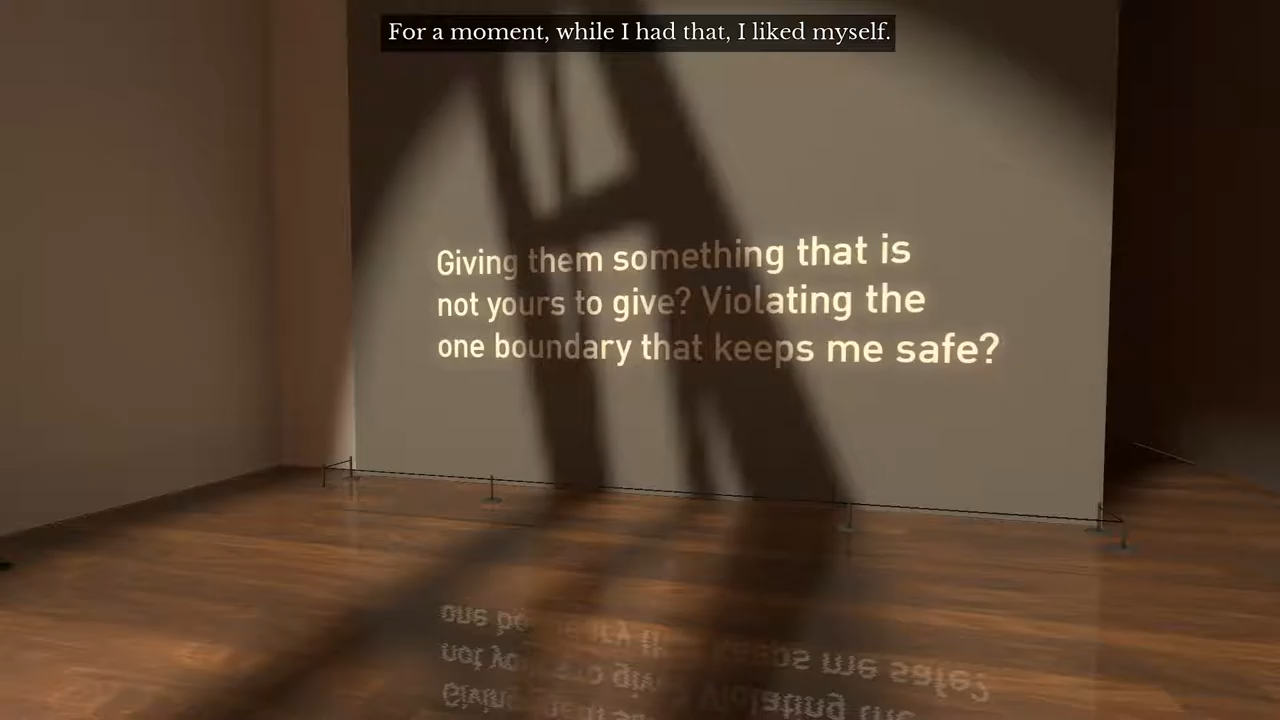 For a moment, while I had that, I liked myself.
Giving them something that is
not yours to give? Violating the
one boundary that keeps me safe?